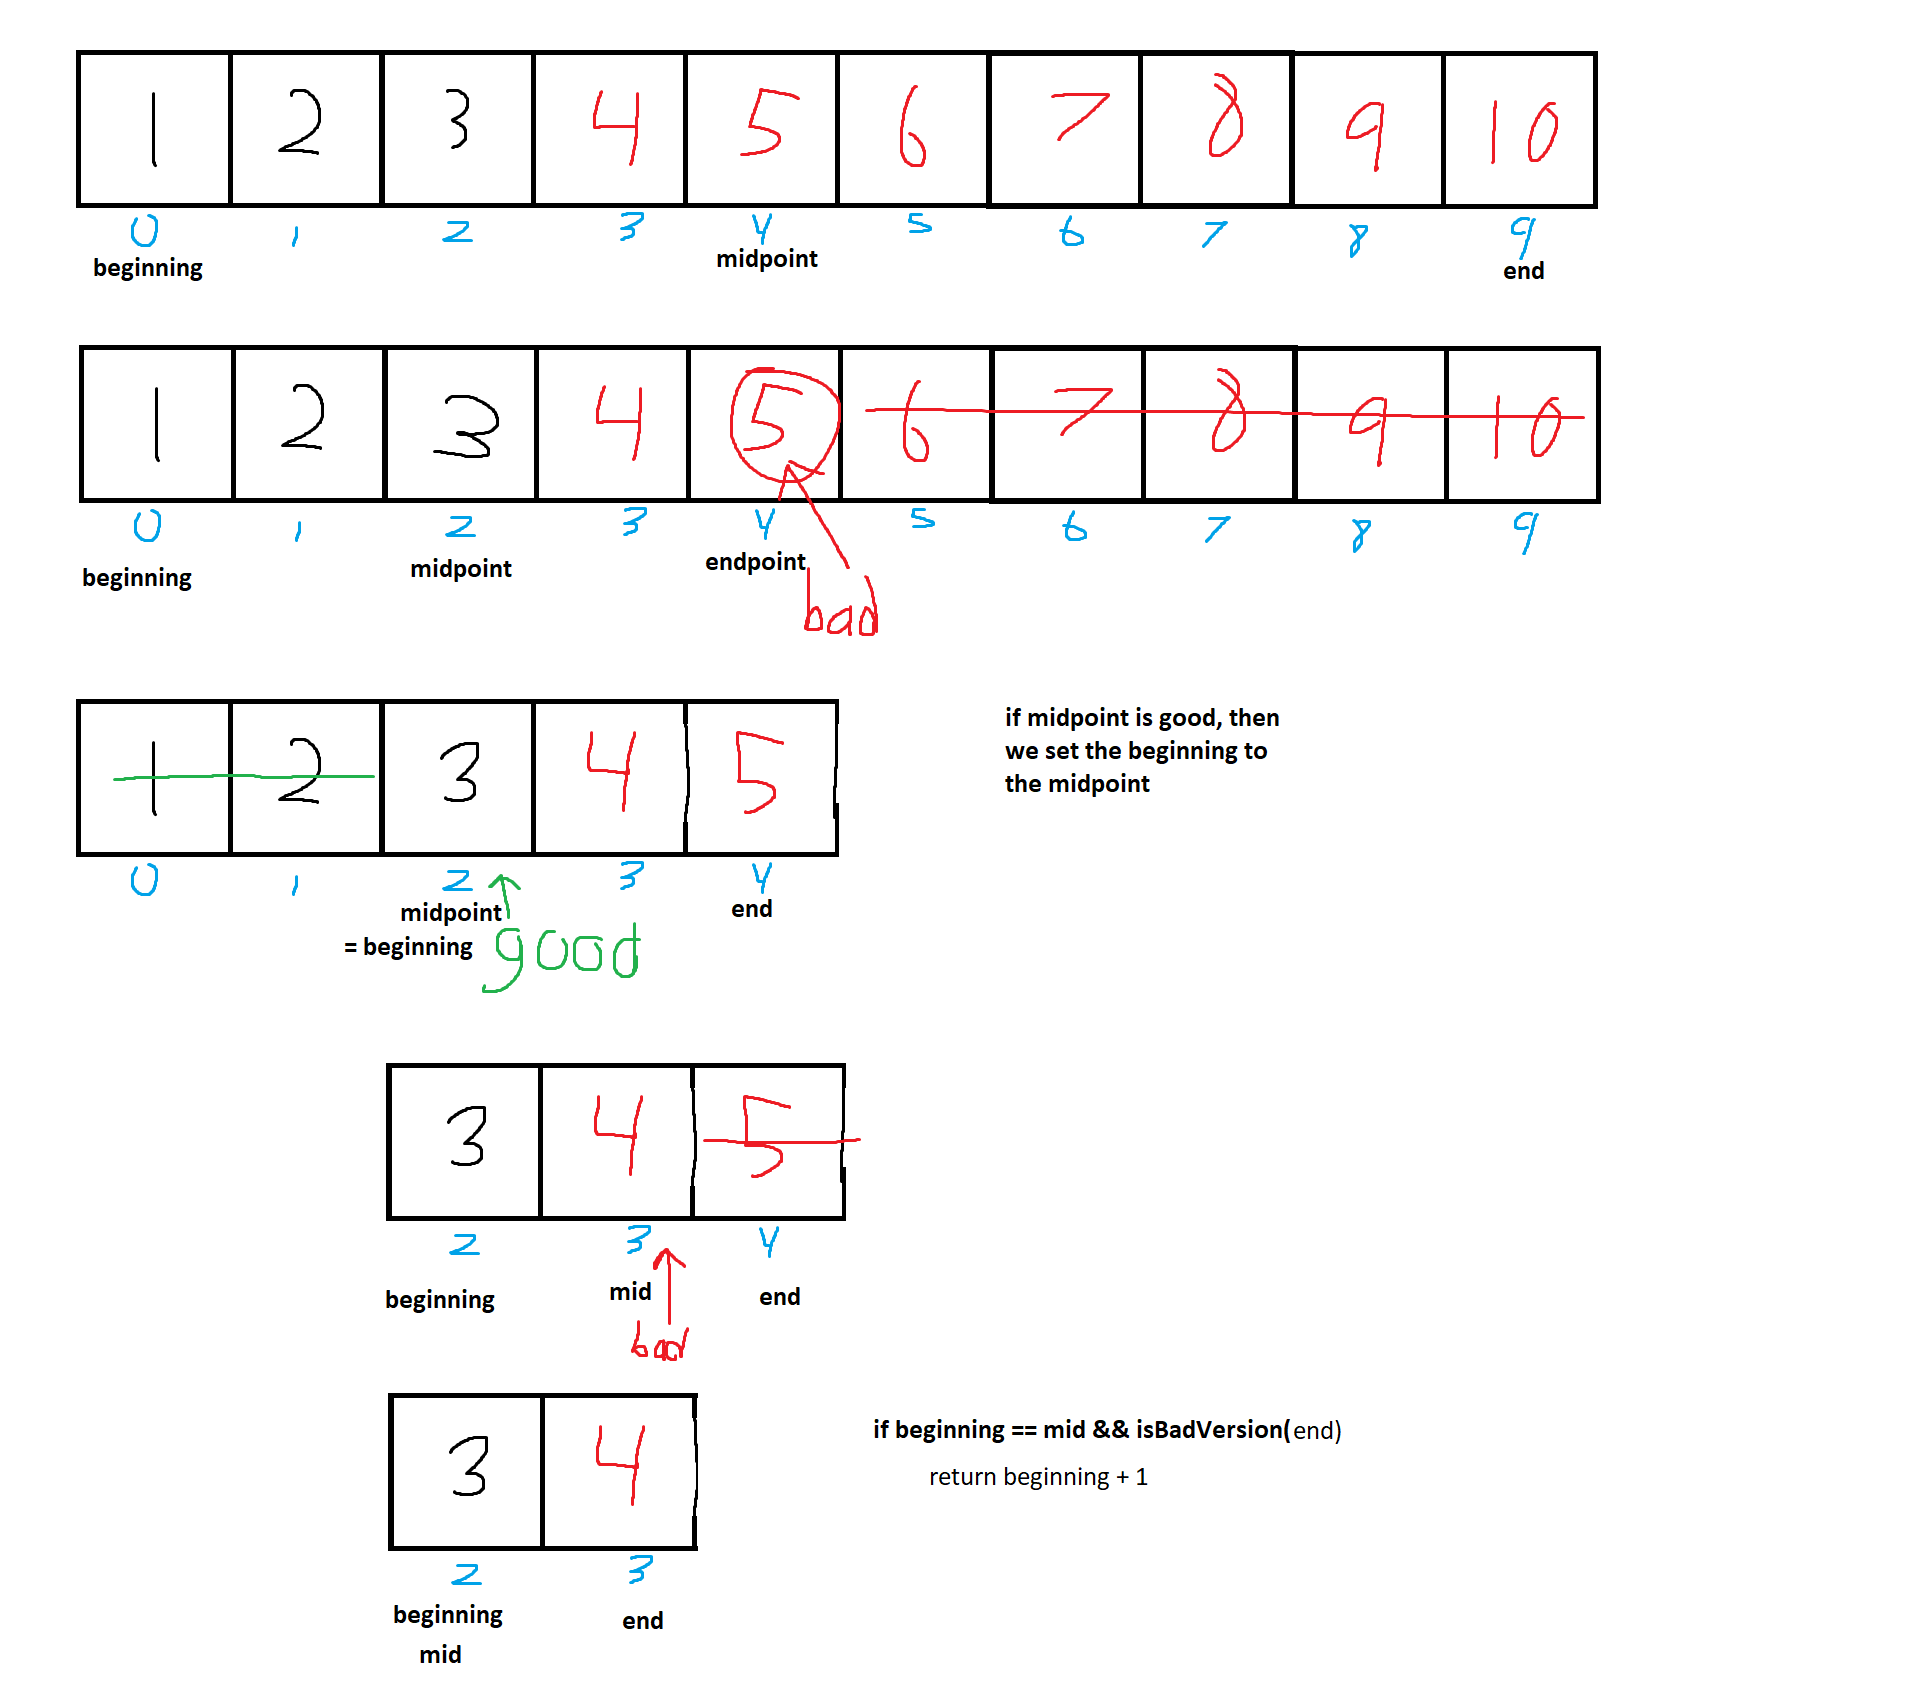 1 2 3 4 5 6 7 8 9 10
0 1 2 3 4 5 6 7 8 9
beginning midpoint end
1 2 3 4 5 6 7 8 9 10
0 1 2 3 4 5 6 7 8 9
beginning midpoint endpoint
bad
1 2 3 4 5
if midpoint is good, then
we set the beginning to
the midpoint
0 1 2 3 4
midpoint end
= beginning good
3 4 5
2 3 4
beginning mid end
bad
3 4
if beginning == mid && isBadVersion(end)
return beginning + 1
2 3
beginning end
mid